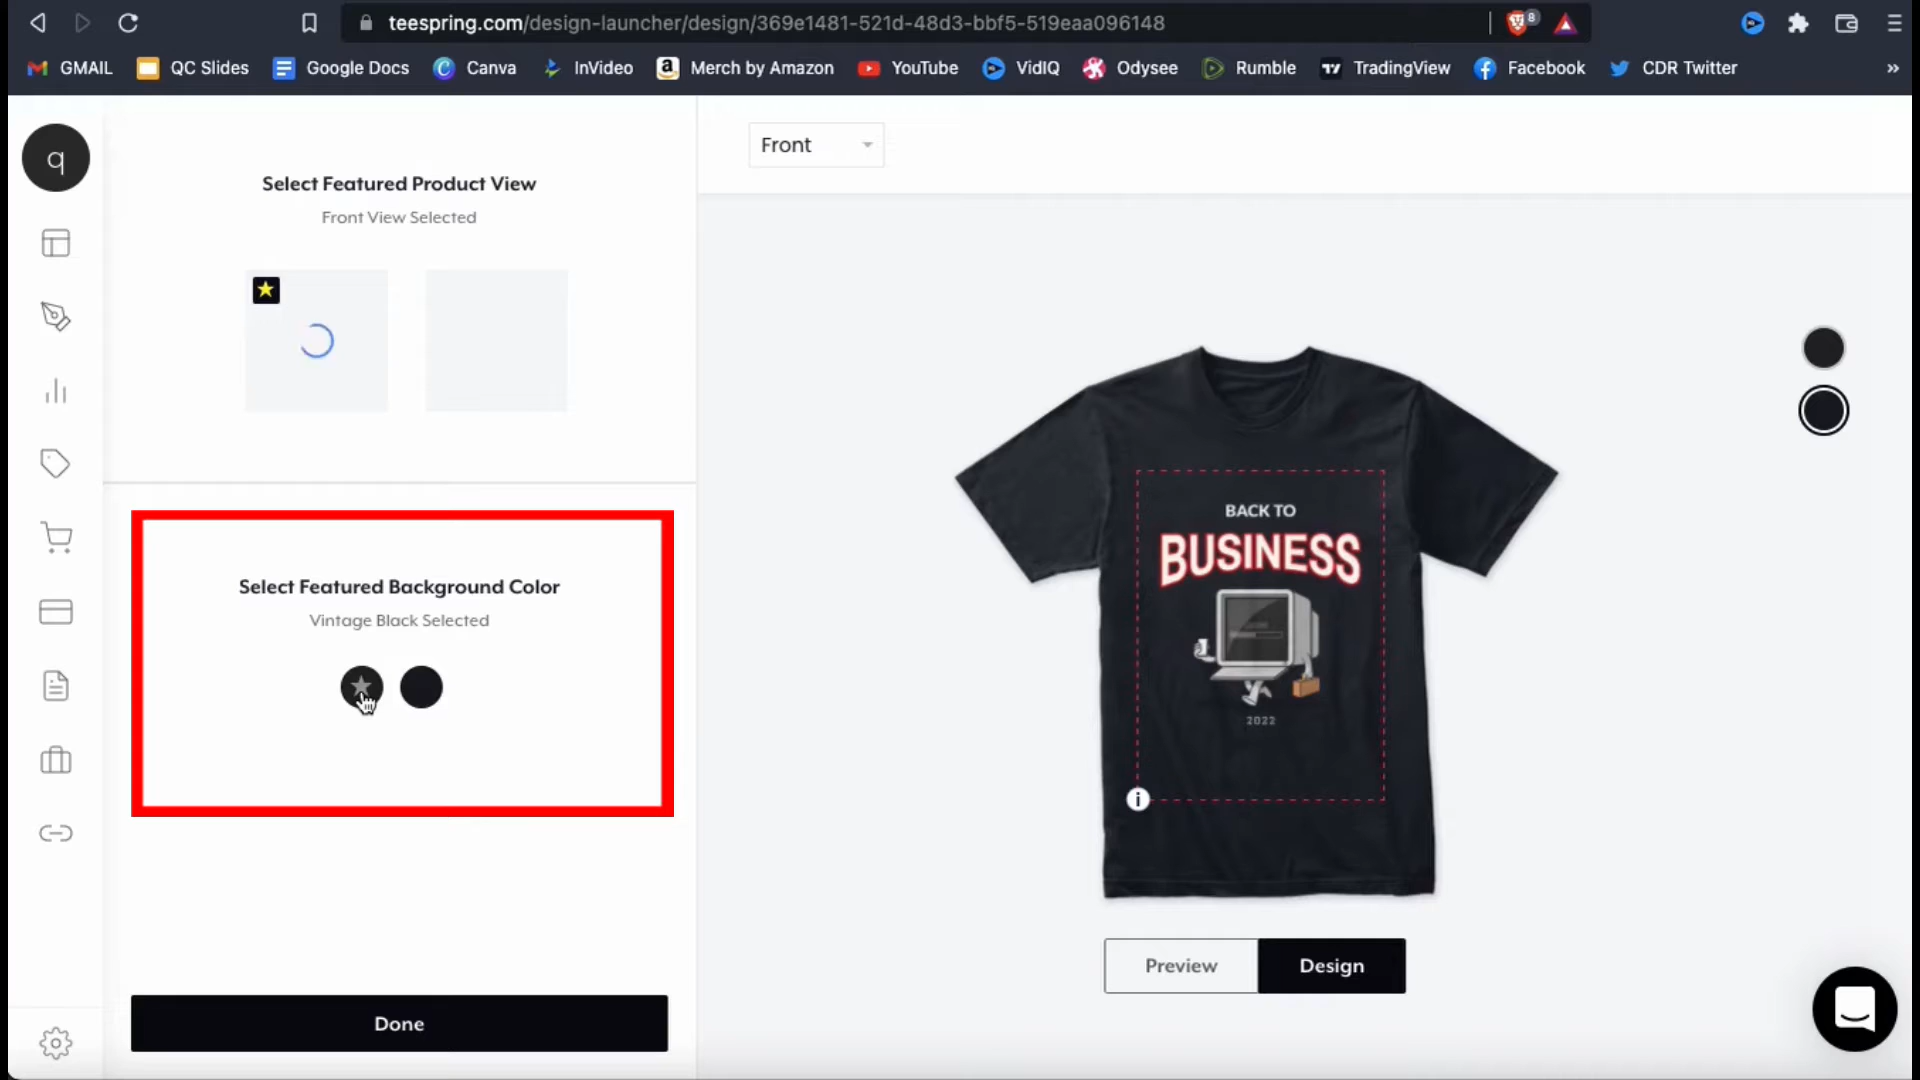 teespring.com/design-launcher/design/369e1481-521d-48d3-bbf5-519eaa096148
8
GMAIL QC Slides Google Docs Canva InVideo Merch by Amazon YouTube VidIQ Odysee Rumble TradingView Facebook CDR Twitter »
q
Select Featured Product View
Front View Selected
Select Featured Background Color
Vintage Black Selected
Done
Front
BACK TO
BUSINESS
2022
i
Preview Design